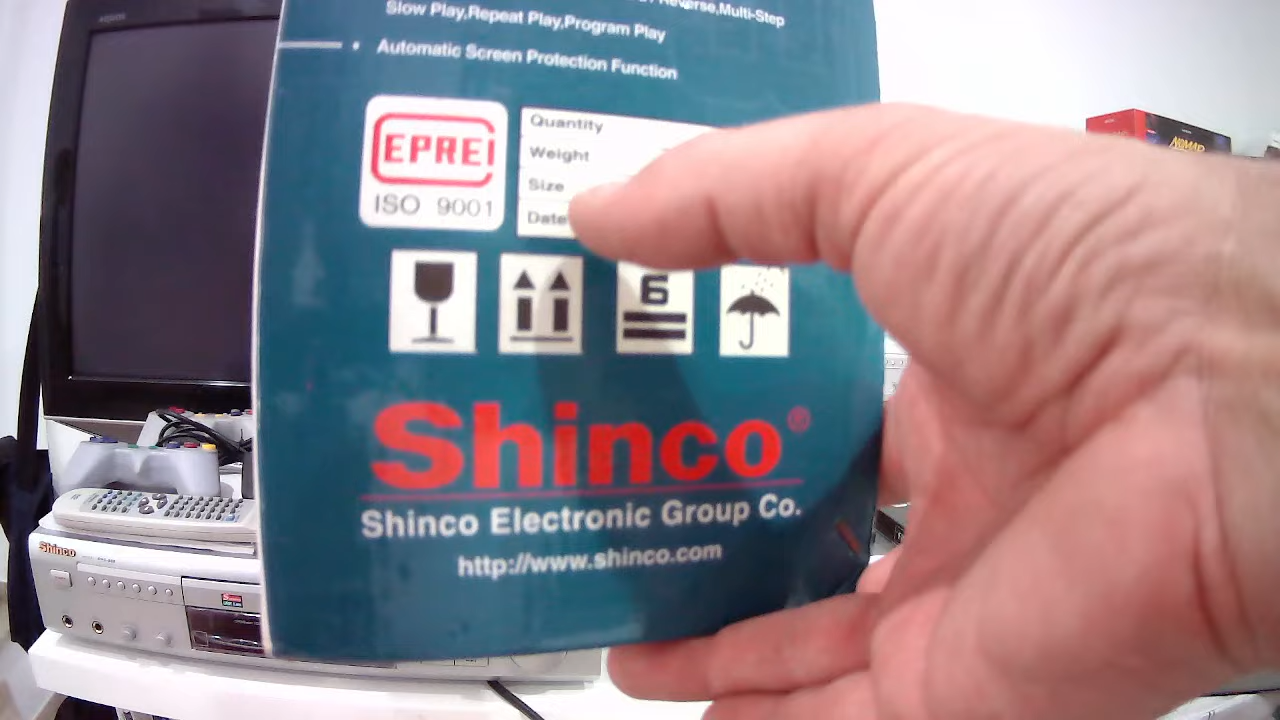 Reverse,Multi-Step
Slow Play,Repeat Play,Program Play
• Automatic Screen Protection Function
EPREI
ISO 9001
Quantity
Weight
Size
Date
6
Shinco®
Shinco Electronic Group Co.
http://www.shinco.com
Shinco
NOMAD